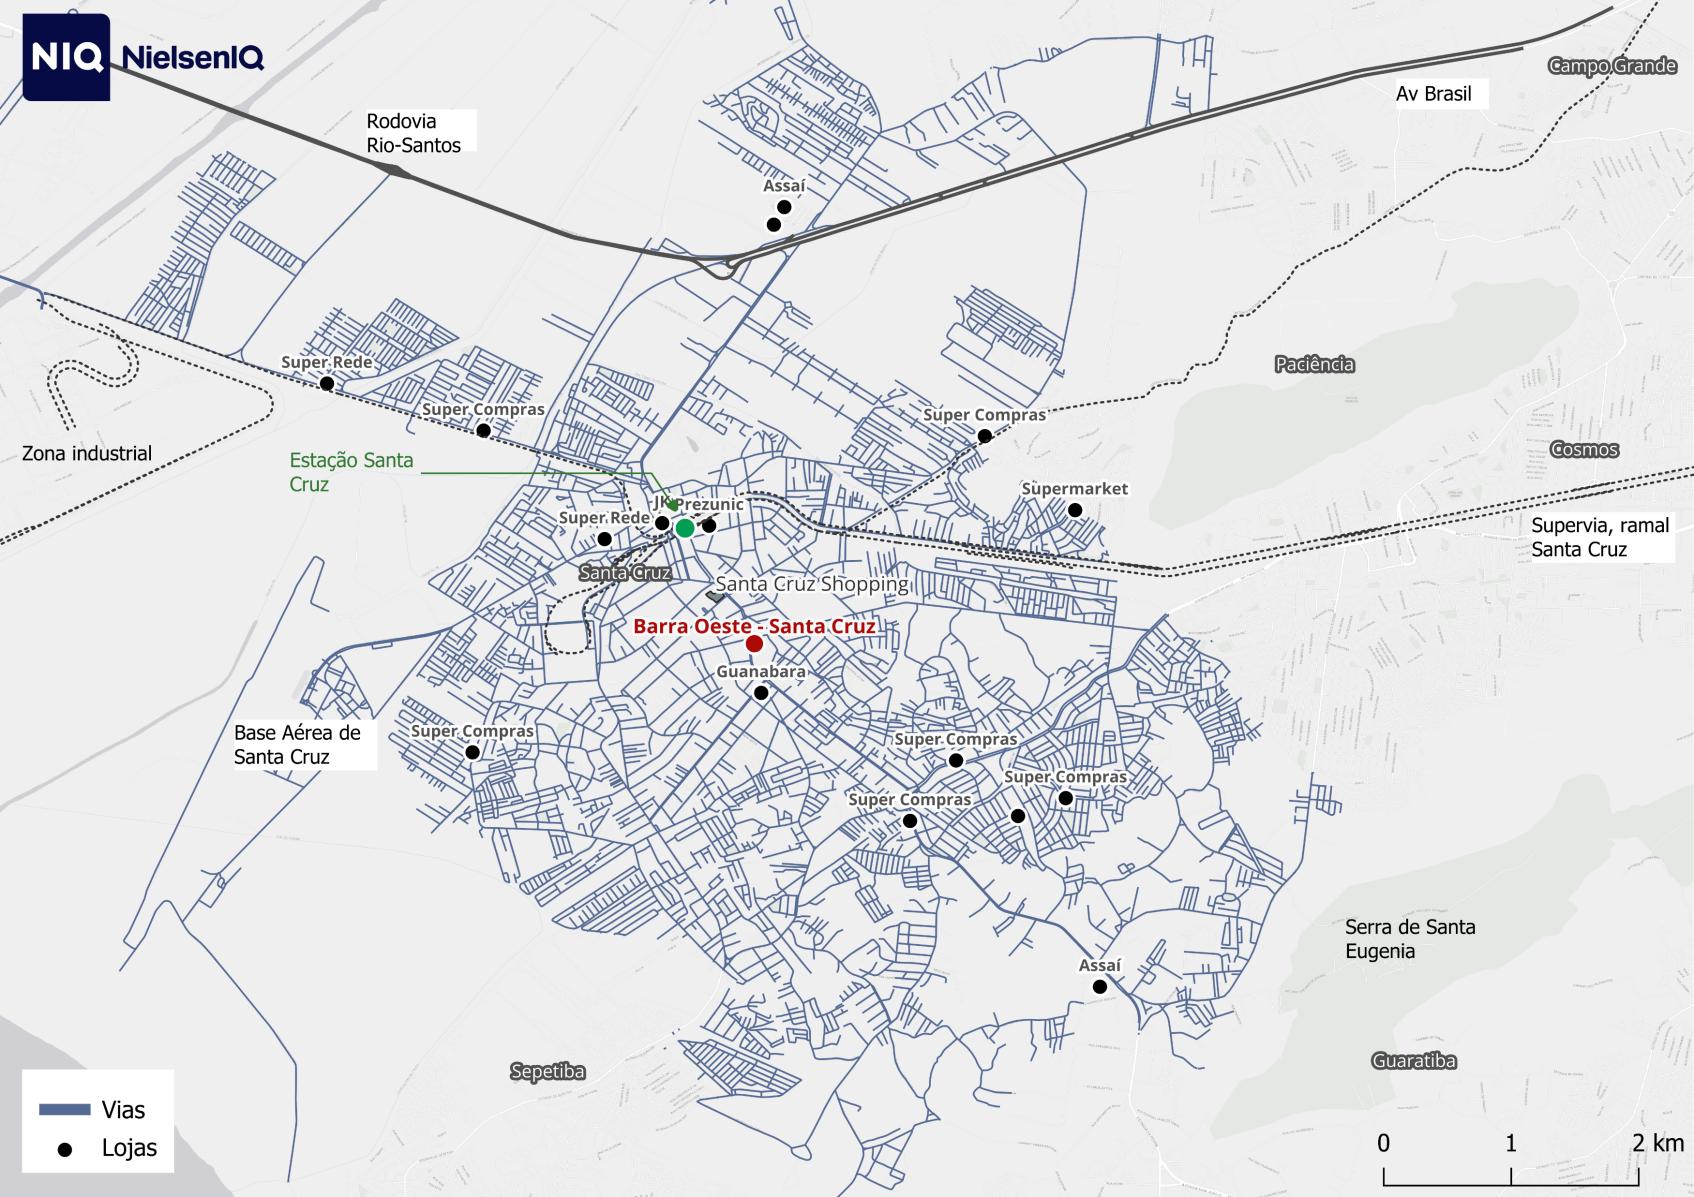 NIQ NielsenIQ
Campo Grande
Av Brasil
Rodovia
Rio-Santos
Assaí
Super Rede
Paciência
Super Compras
Super Compras
Zona industrial
Estação Santa
Cruz
Cosmos
Supermarket
JK Prezunic
Super Rede
Supervia, ramal
Santa Cruz
Santa Cruz
Santa Cruz Shopping
Barra Oeste - Santa Cruz
Guanabara
Base Aérea de
Santa Cruz
Super Compras
Super Compras
Super Compras
Super Compras
Serra de Santa
Eugenia
Assaí
Sepetiba
Guaratiba
Vias
Lojas
0 1 2 km